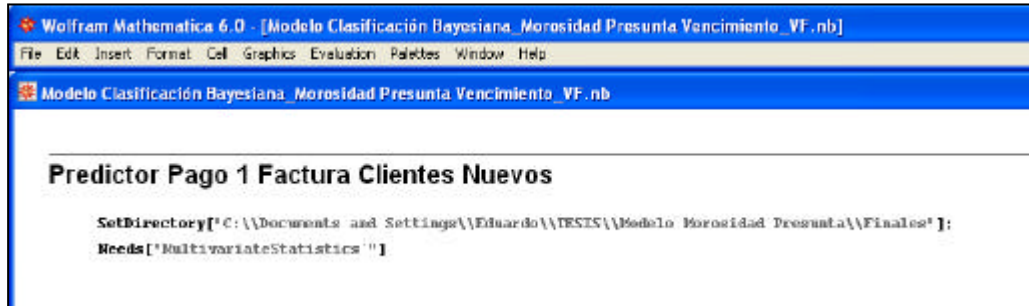 Wolfram Mathematica 6.0 - [Modelo Clasificación Bayesiana_Morosidad Presunta Vencimiento_VF.nb]
File Edit Insert Format Cell Graphics Evaluation Palettes Window Help
Modelo Clasificación Bayesiana_Morosidad Presunta Vencimiento_VF.nb
Predictor Pago 1 Factura Clientes Nuevos
SetDirectory["C:\\Documents and Settings\\Eduardo\\TESIS\\Modelo Morosidad Presunta\\Finales"];
Needs["MultivariateStatistics`"]